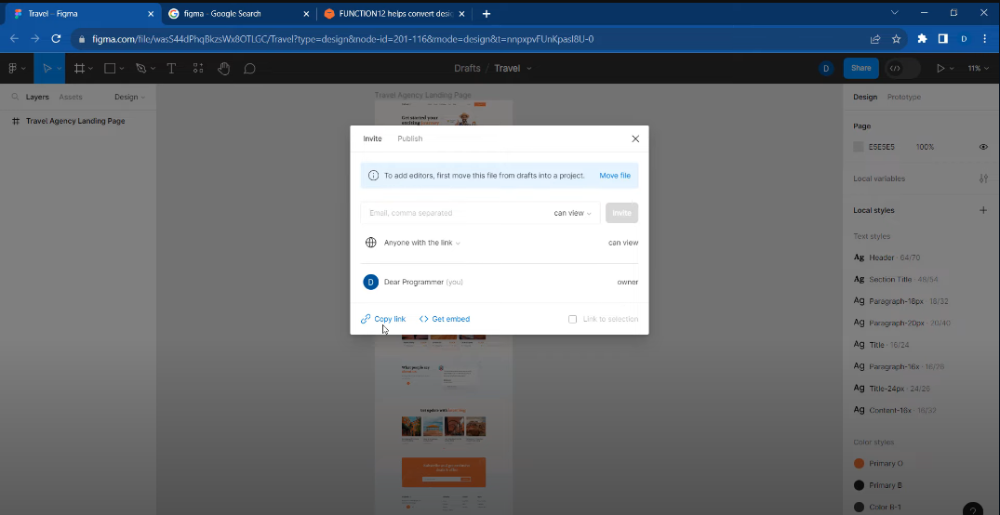 Travel – Figma
figma - Google Search
FUNCTION12 helps convert desig
figma.com/file/wasS44dPhqBkzsWx8OTLGC/Travel?type=design&mode=design&node-id=201-116&mode=design&t=nnpxpvFUnKpasI8U-0
D
Drafts / Travel
D
Share
11%
Layers
Assets
Design
Travel Agency Landing Page
Travel Agency Landing Page
Get started your
exciting
Invite
Publish
To add editors, first move this file from drafts into a project.
Move file
Email, comma separated
can view
Invite
Anyone with the link
can view
D
Dear Programmer (you)
owner
Copy link
Get embed
Link to selection
What people say
Get update with
Design
Prototype
Page
E5E5E5
100%
Local variables
Local styles
Text styles
Ag Header · 64/70
Ag Section Title · 48/54
Ag Paragraph-18px · 18/32
Ag Paragraph-20px · 20/40
Ag Title · 16/24
Ag Paragraph-16x · 16/28
Ag Title-24px · 24/28
Ag Content-16x · 16/32
Color styles
Primary O
Primary B
Color B-1
?